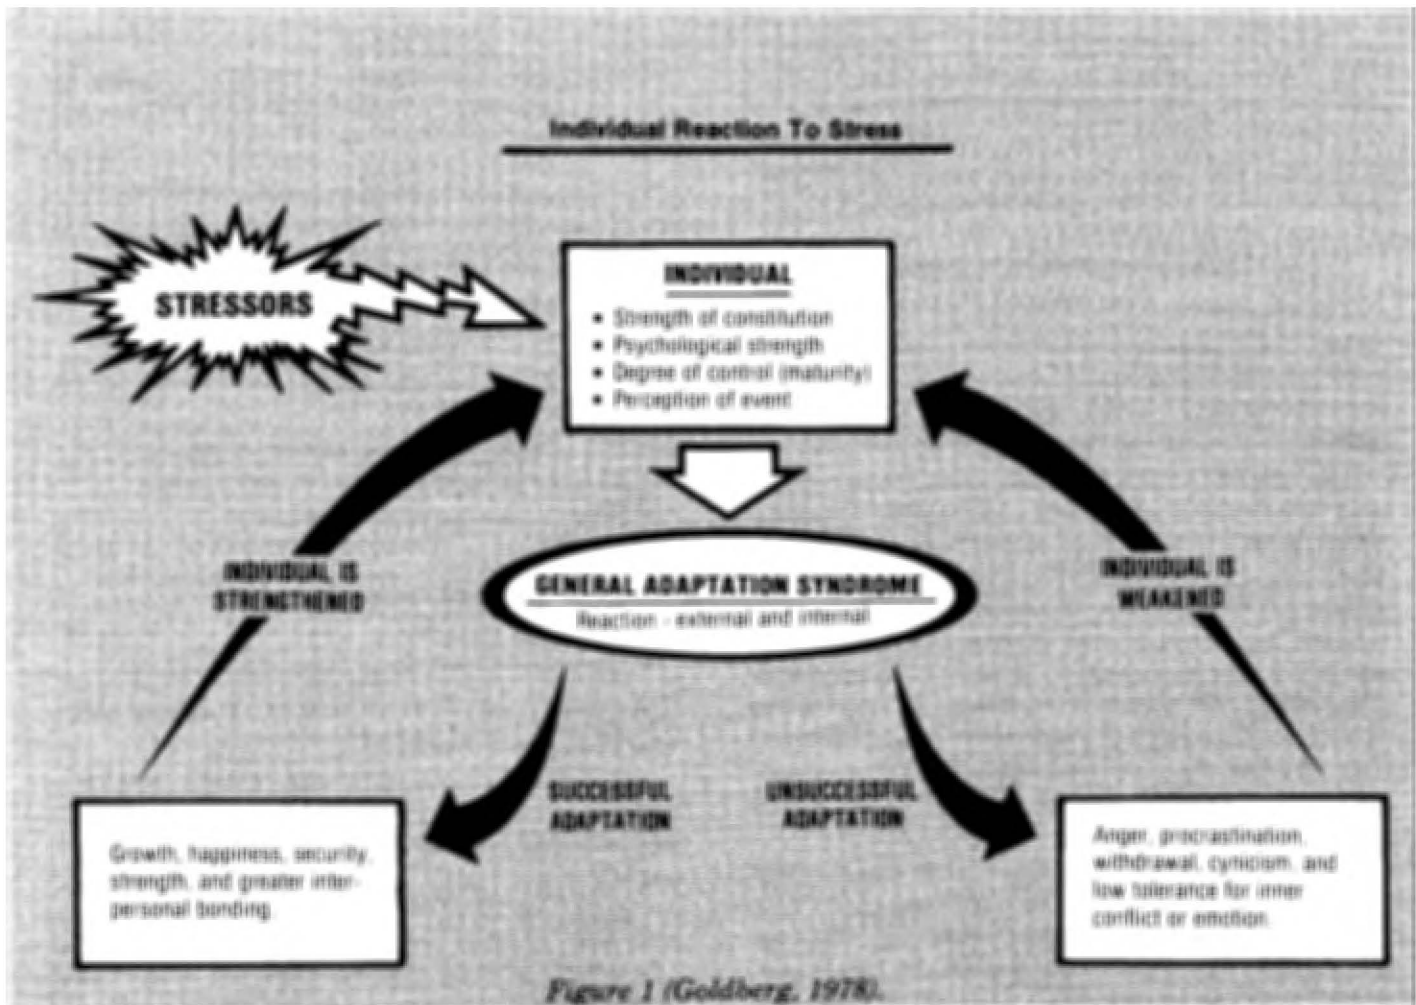 Individual Reaction To Stress
STRESSORS
INDIVIDUAL
• Strength of constitution
• Psychological strength
• Degree of control (maturity)
• Perception of event
INDIVIDUAL IS
STRENGTHENED
INDIVIDUAL IS
WEAKENED
GENERAL ADAPTATION SYNDROME
Reaction - external and internal
SUCCESSFUL
ADAPTATION
UNSUCCESSFUL
ADAPTATION
Growth, happiness, security,
strength, and greater inter-
personal bonding.
Anger, procrastination,
withdrawal, cynicism, and
low tolerance for inner
conflict or emotion.
Figure 1 (Goldberg, 1978).